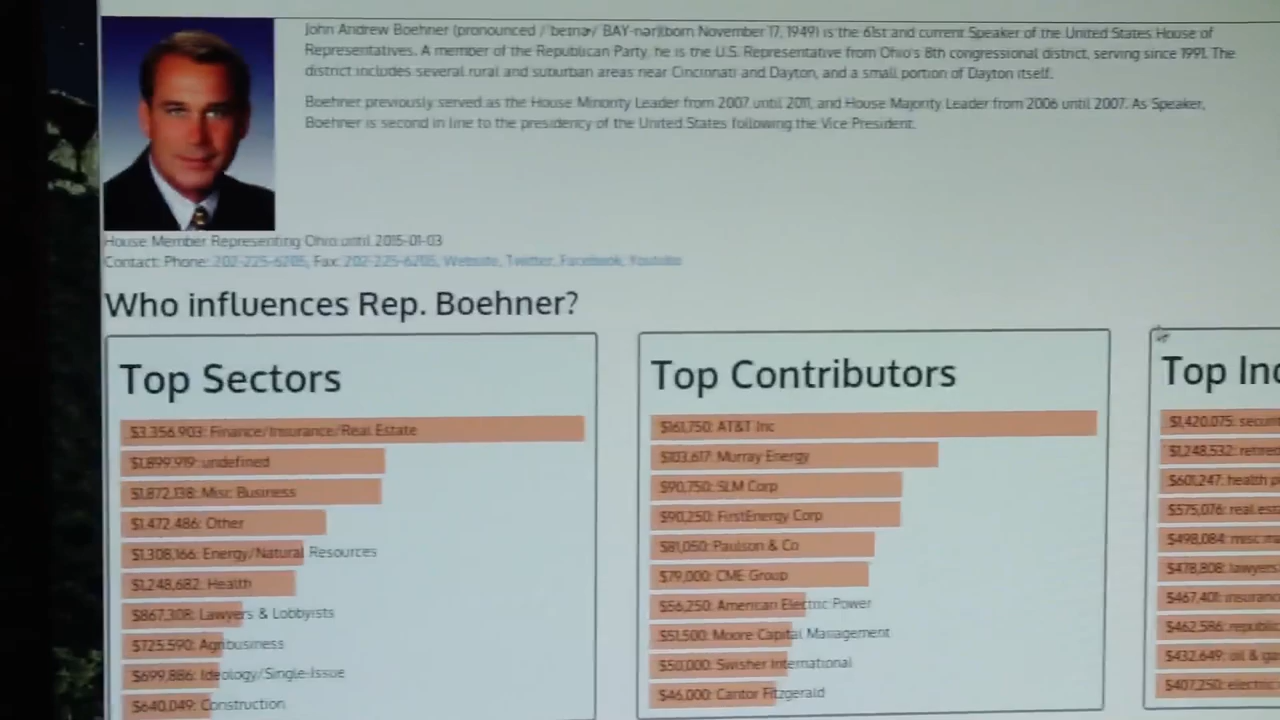 John Andrew Boehner (pronounced / ˈbeɪnər/ BAY-nər)(born November 17, 1949) is the 61st and current Speaker of the United States House of
Representatives. A member of the Republican Party, he is the U.S. Representative from Ohio's 8th congressional district, serving since 1991. The
district includes several rural and suburban areas near Cincinnati and Dayton, and a small portion of Dayton itself.
Boehner previously served as the House Minority Leader from 2007 until 2011, and House Majority Leader from 2006 until 2007. As Speaker,
Boehner is second in line to the presidency of the United States following the Vice President.
House Member Representing Ohio until 2015-01-03
Contact: Phone: 202-225-6205, Fax: 202-225-6205, Website, Twitter, Facebook, Youtube
Who influences Rep. Boehner?
Top Sectors
$3,356,903: Finance/Insurance/Real Estate
$1,899,919: undefined
$1,872,138: Misc Business
$1,472,486: Other
$1,308,166: Energy/Natural Resources
$1,248,682: Health
$867,308: Lawyers & Lobbyists
$725,590: Agribusiness
$699,886: Ideology/Single-Issue
$640,049: Construction
Top Contributors
$161,750: AT&T Inc
$103,617: Murray Energy
$90,750: SLM Corp
$90,250: FirstEnergy Corp
$81,050: Paulson & Co
$79,000: CME Group
$56,250: American Electric Power
$51,500: Moore Capital Management
$50,000: Swisher International
$46,000: Cantor Fitzgerald
Top Ind
$1,420,075: securi
$1,248,532: retired
$601,247: health p
$575,076: real est
$498,084: misc
$478,808: lawyers
$467,401: insuranc
$462,586: republic
$432,649: oil & ga
$407,250: electric